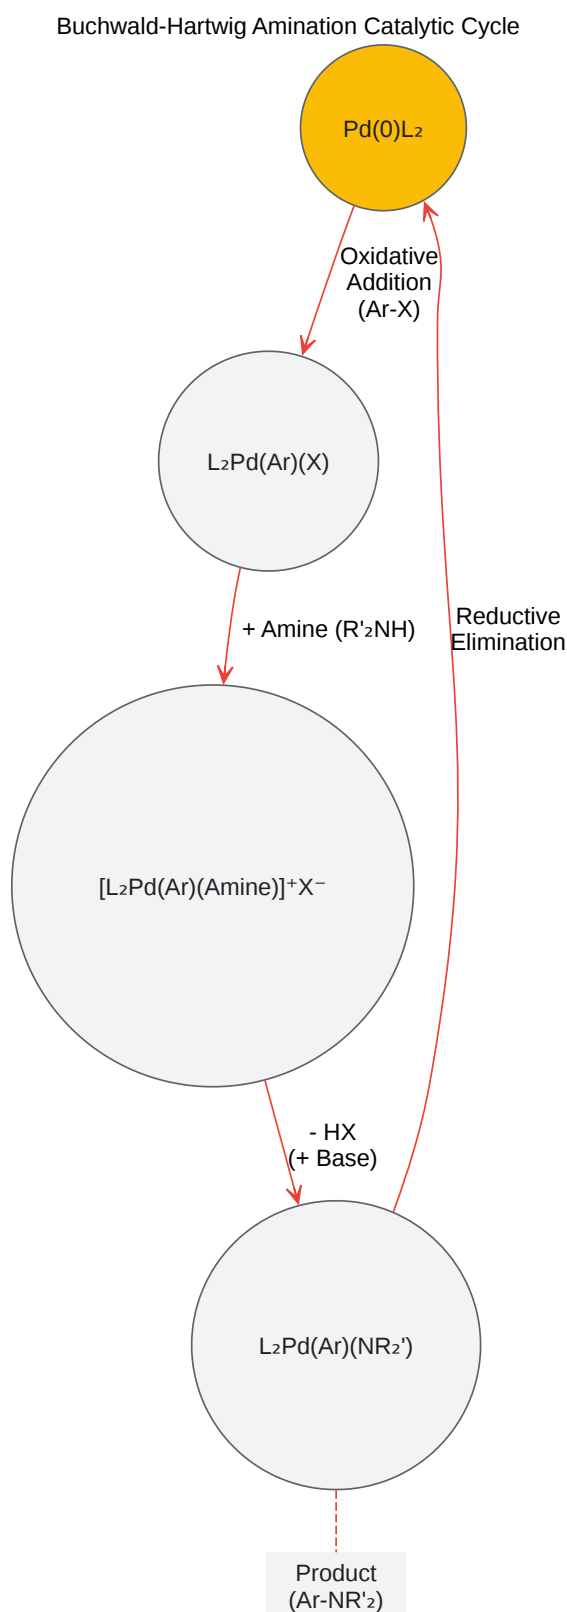 Buchwald-Hartwig Amination Catalytic Cycle
Pd(0)L₂
Oxidative
Addition
(Ar-X)
L₂Pd(Ar)(X)
+ Amine (R'₂NH)
Reductive
Elimination
[L₂Pd(Ar)(Amine)]⁺X⁻
- HX
(+ Base)
L₂Pd(Ar)(NR₂')
Product
(Ar-NR'₂)